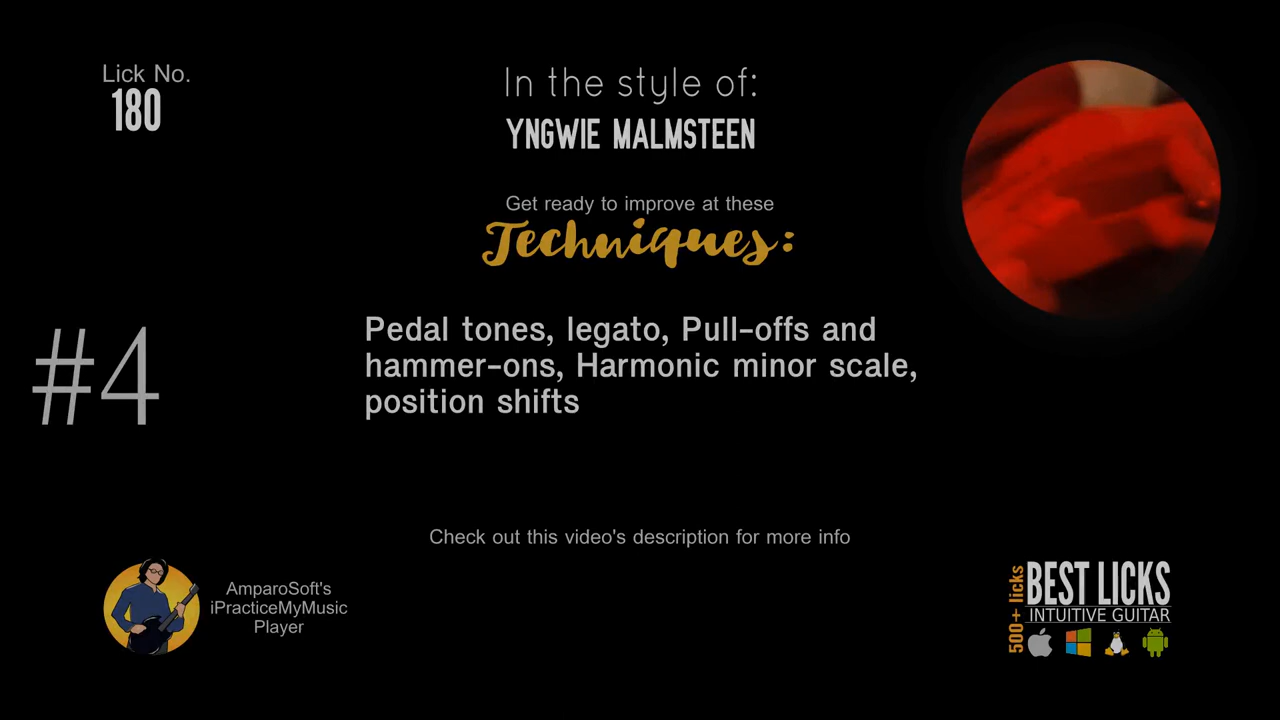 Lick No.
180
In the style of:
YNGWIE MALMSTEEN
Get ready to improve at these
Techniques:
#4
Pedal tones, legato, Pull-offs and
hammer-ons, Harmonic minor scale,
position shifts
Check out this video's description for more info
AmparoSoft's
iPracticeMyMusic
Player
500+ licks
BEST LICKS
INTUITIVE GUITAR